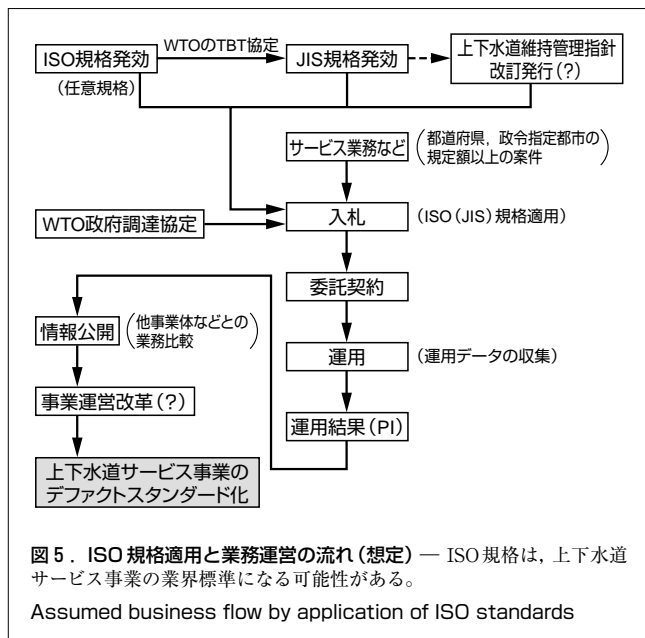 WTOのTBT協定
ISO規格発効
JIS規格発効
上下水道維持管理指針
改訂発行(?)
(任意規格)
サービス業務など
(都道府県，政令指定都市の
規定額以上の案件)
WTO政府調達協定
入札
(ISO(JIS)規格適用)
委託契約
情報公開
(他事業体などとの
業務比較)
運用
(運用データの収集)
事業運営改革(?)
運用結果(PI)
上下水道サービス事業の
デファクトスタンダード化
図5．ISO規格適用と業務運営の流れ(想定) — ISO規格は，上下水道
サービス事業の業界標準になる可能性がある。
Assumed business flow by application of ISO standards